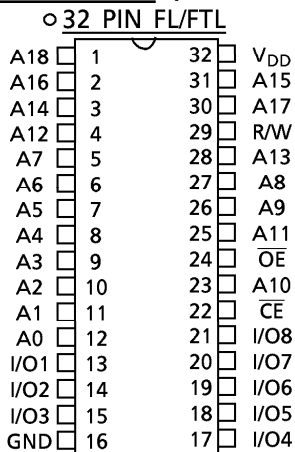 32 PIN FL/FTL
A18 1 32 VDD
A16 2 31 A15
A14 3 30 A17
A12 4 29 R/W
A7 5 28 A13
A6 6 27 A8
A5 7 26 A9
A4 8 25 A11
A3 9 24 OE
A2 10 23 A10
A1 11 22 CE
A0 12 21 I/O8
I/O1 13 20 I/O7
I/O2 14 19 I/O6
I/O3 15 18 I/O5
GND 16 17 I/O4